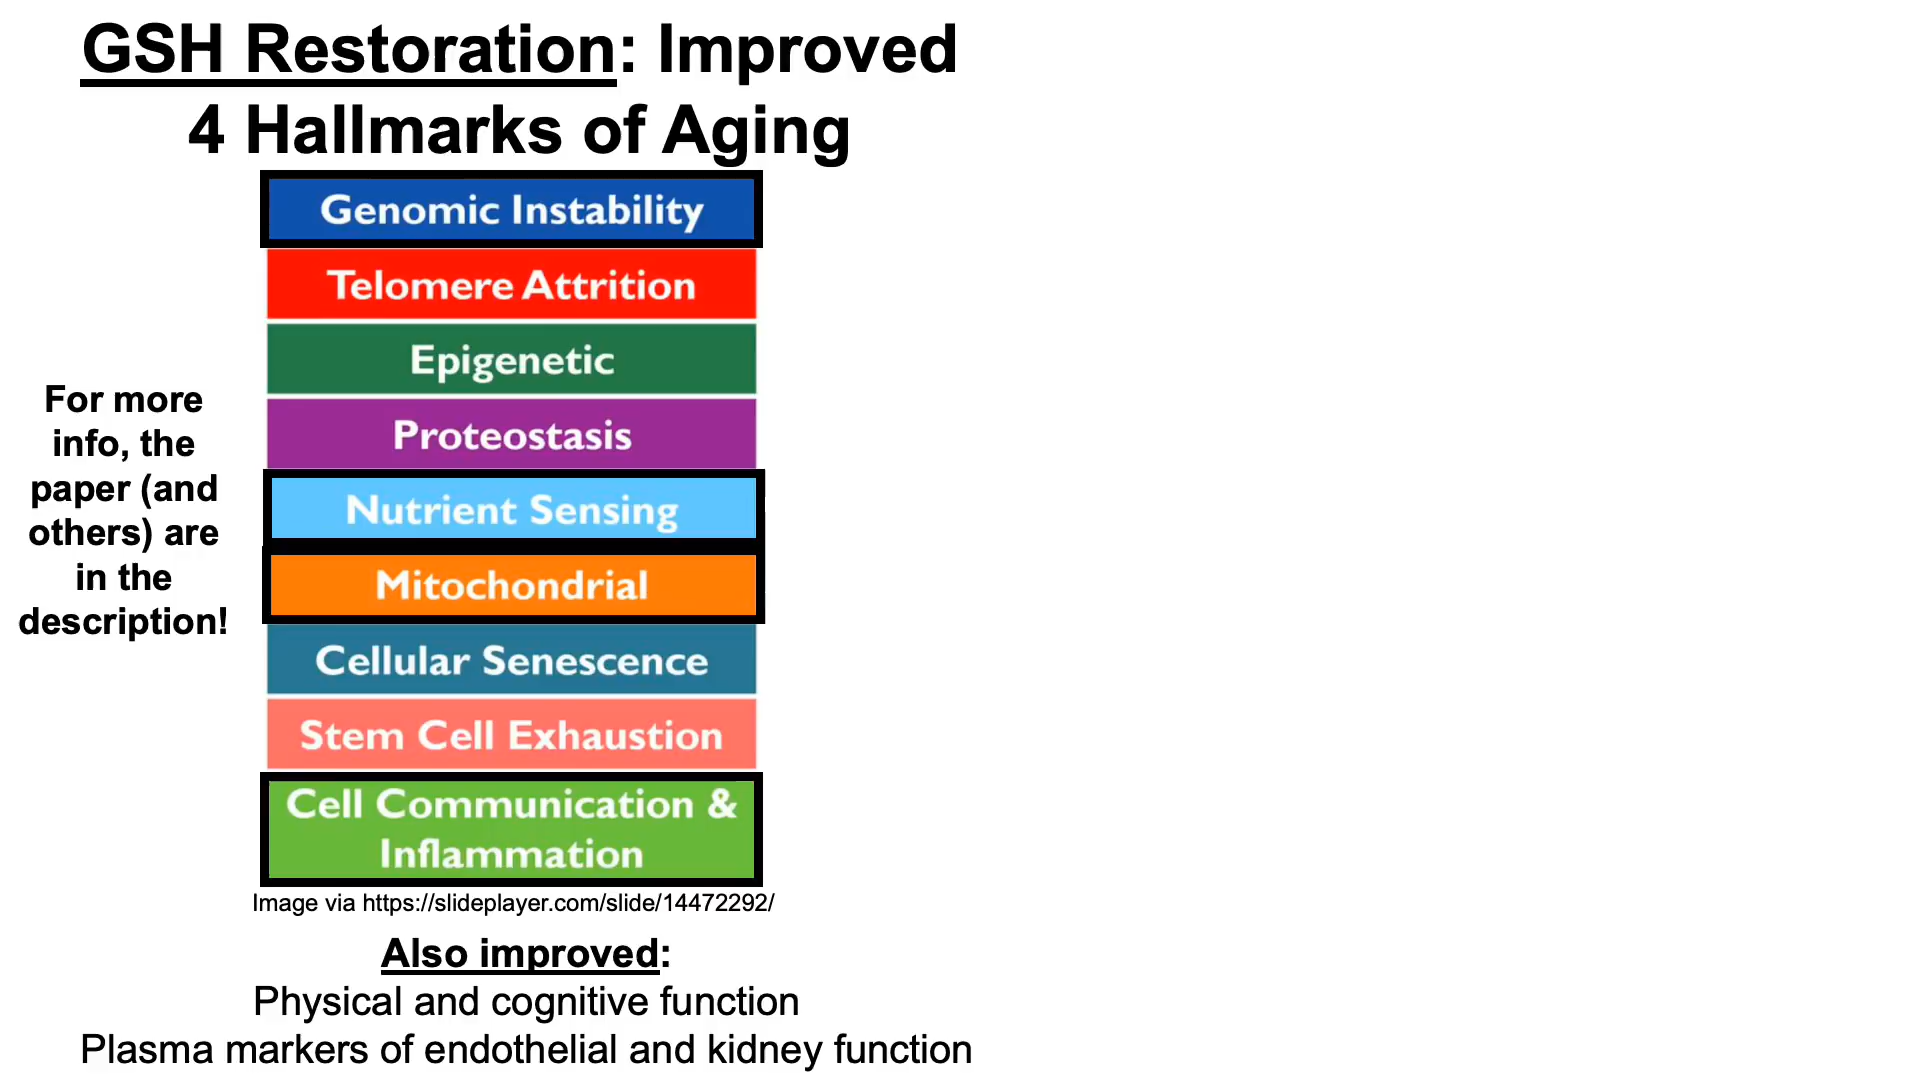 GSH Restoration: Improved
4 Hallmarks of Aging
Genomic Instability
Telomere Attrition
Epigenetic
Proteostasis
Nutrient Sensing
Mitochondrial
Cellular Senescence
Stem Cell Exhaustion
Cell Communication &
Inflammation
For more
info, the
paper (and
others) are
in the
description!
Image via https://slideplayer.com/slide/14472292/
Also improved:
Physical and cognitive function
Plasma markers of endothelial and kidney function